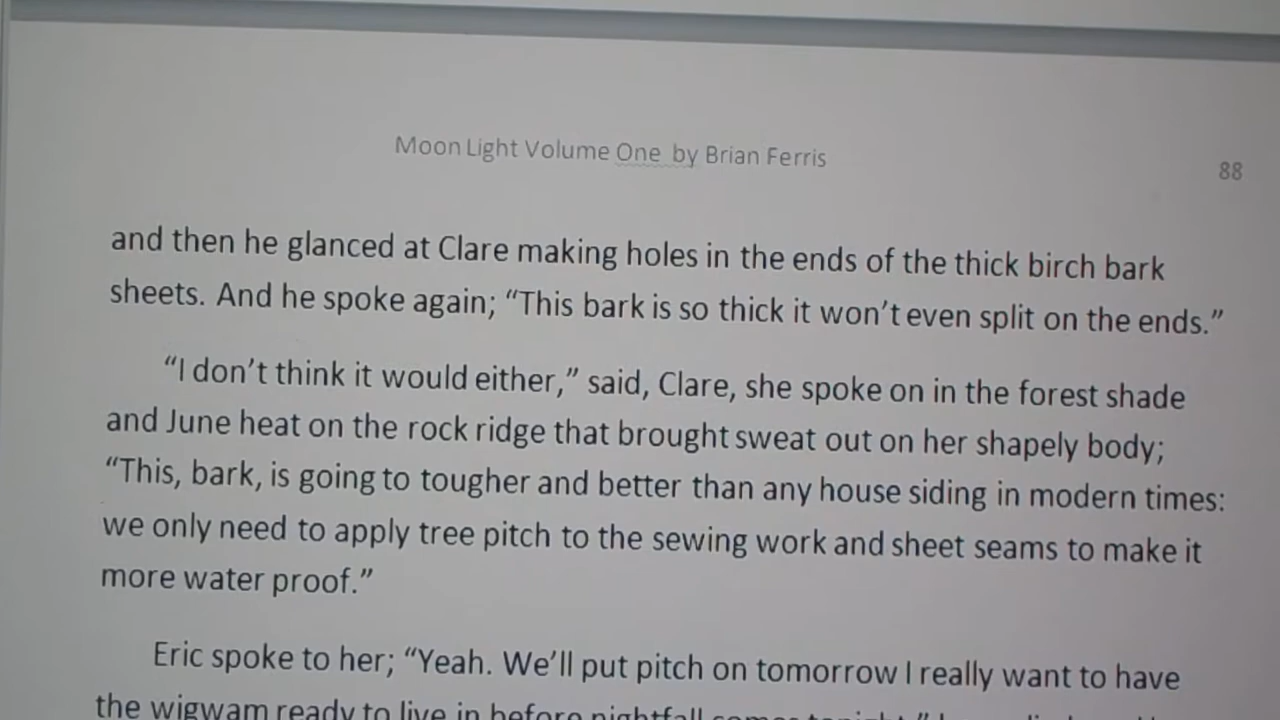 Moon Light Volume One by Brian Ferris
88
and then he glanced at Clare making holes in the ends of the thick birch bark
sheets. And he spoke again; “This bark is so thick it won’t even split on the ends.”
“I don’t think it would either,” said, Clare, she spoke on in the forest shade
and June heat on the rock ridge that brought sweat out on her shapely body;
“This, bark, is going to tougher and better than any house siding in modern times:
we only need to apply tree pitch to the sewing work and sheet seams to make it
more water proof.”
Eric spoke to her; “Yeah. We’ll put pitch on tomorrow I really want to have
the wigwam ready to live in before nightfall comes tonight.”